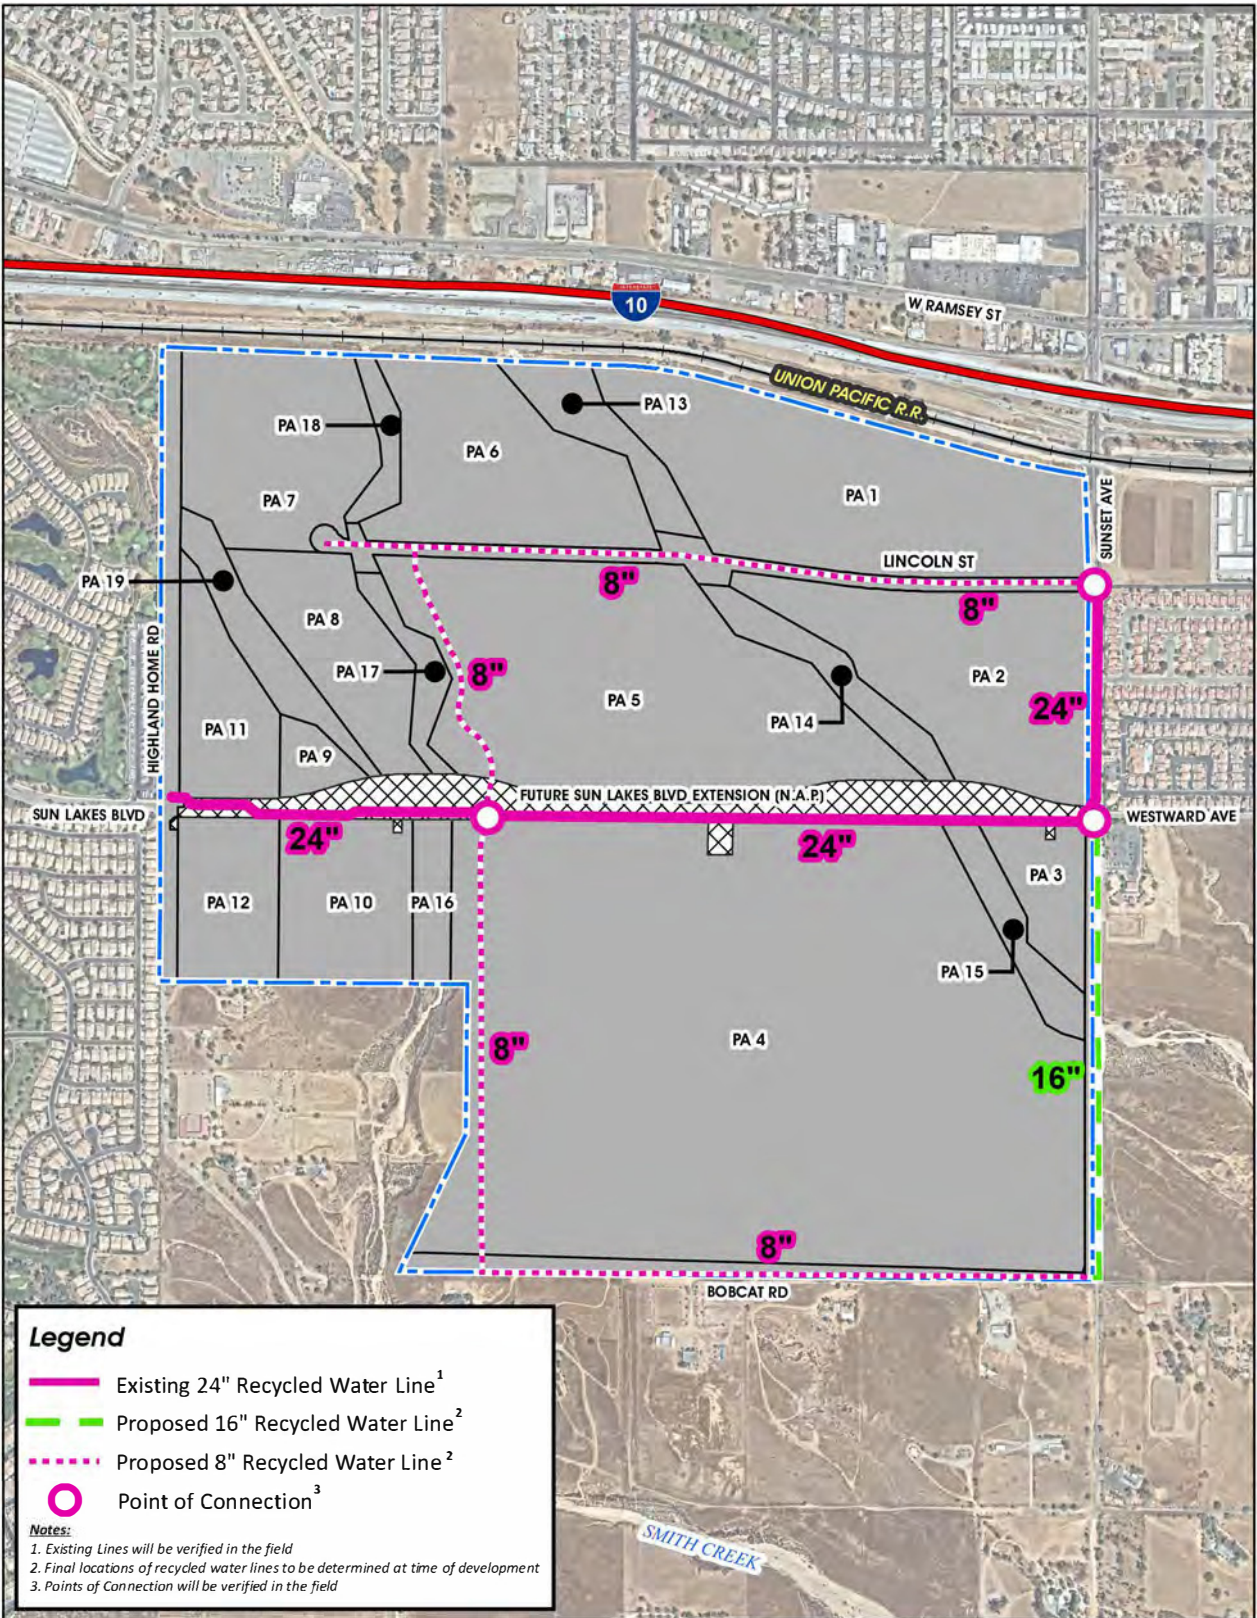 INTERSTATE
10
W RAMSEY ST
UNION PACIFIC R.R.
PA 13
PA 18
PA 6
PA 7
PA 1
SUNSET AVE
LINCOLN ST
8"
8"
PA 19
PA 8
HIGHLAND HOME RD
PA 17
8"
PA 5
PA 2
PA 14
24"
PA 11
PA 9
FUTURE SUN LAKES BLVD EXTENSION (N.A.P.)
SUN LAKES BLVD
WESTWARD AVE
24"
24"
PA 3
PA 12
PA 10
PA 16
PA 15
PA 4
8"
16"
8"
BOBCAT RD
Legend
Existing 24" Recycled Water Line1
Proposed 16" Recycled Water Line2
Proposed 8" Recycled Water Line2
Point of Connection3
Notes:
1. Existing Lines will be verified in the field
2. Final locations of recycled water lines to be determined at time of development
3. Points of Connection will be verified in the field
SMITH CREEK